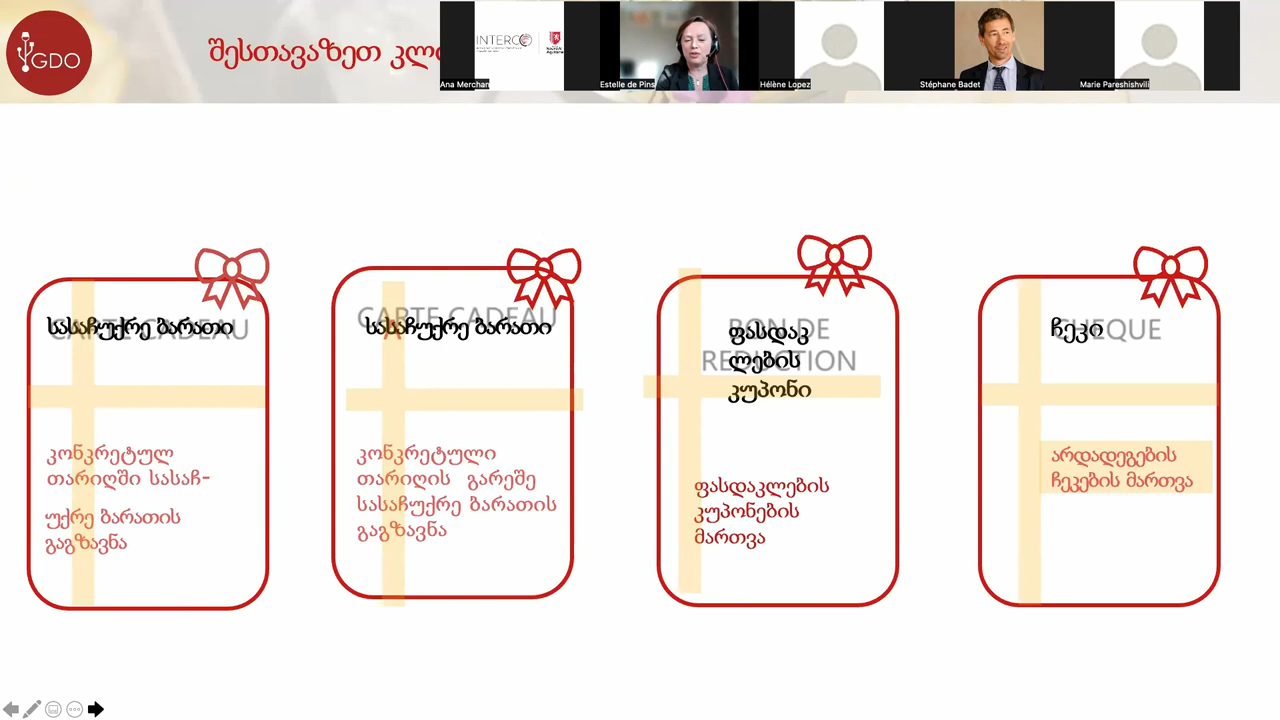 GDO
შესთავაზეთ
INTERCO
Ana Merchan
Estelle de Pins
Hélène Lopez
Stéphane Badet
Marie Pareshishvili
CARTE CADEAU
სასაჩუქრე ბარათი
კონკრეტულ
თარიღში სასაჩ-
უქრე ბარათის
გაგზავნა
CARTE CADEAU
A
სასაჩუქრე ბარათი
კონკრეტული
თარიღის გარეშე
სასაჩუქრე ბარათის
გაგზავნა
BON DE
REDUCTION
ფასდაკ
ლების
კუპონი
ფასდაკლების
კუპონების
მართვა
CHEQUE
ჩეკი
არდადეგების
ჩეკების მართვა